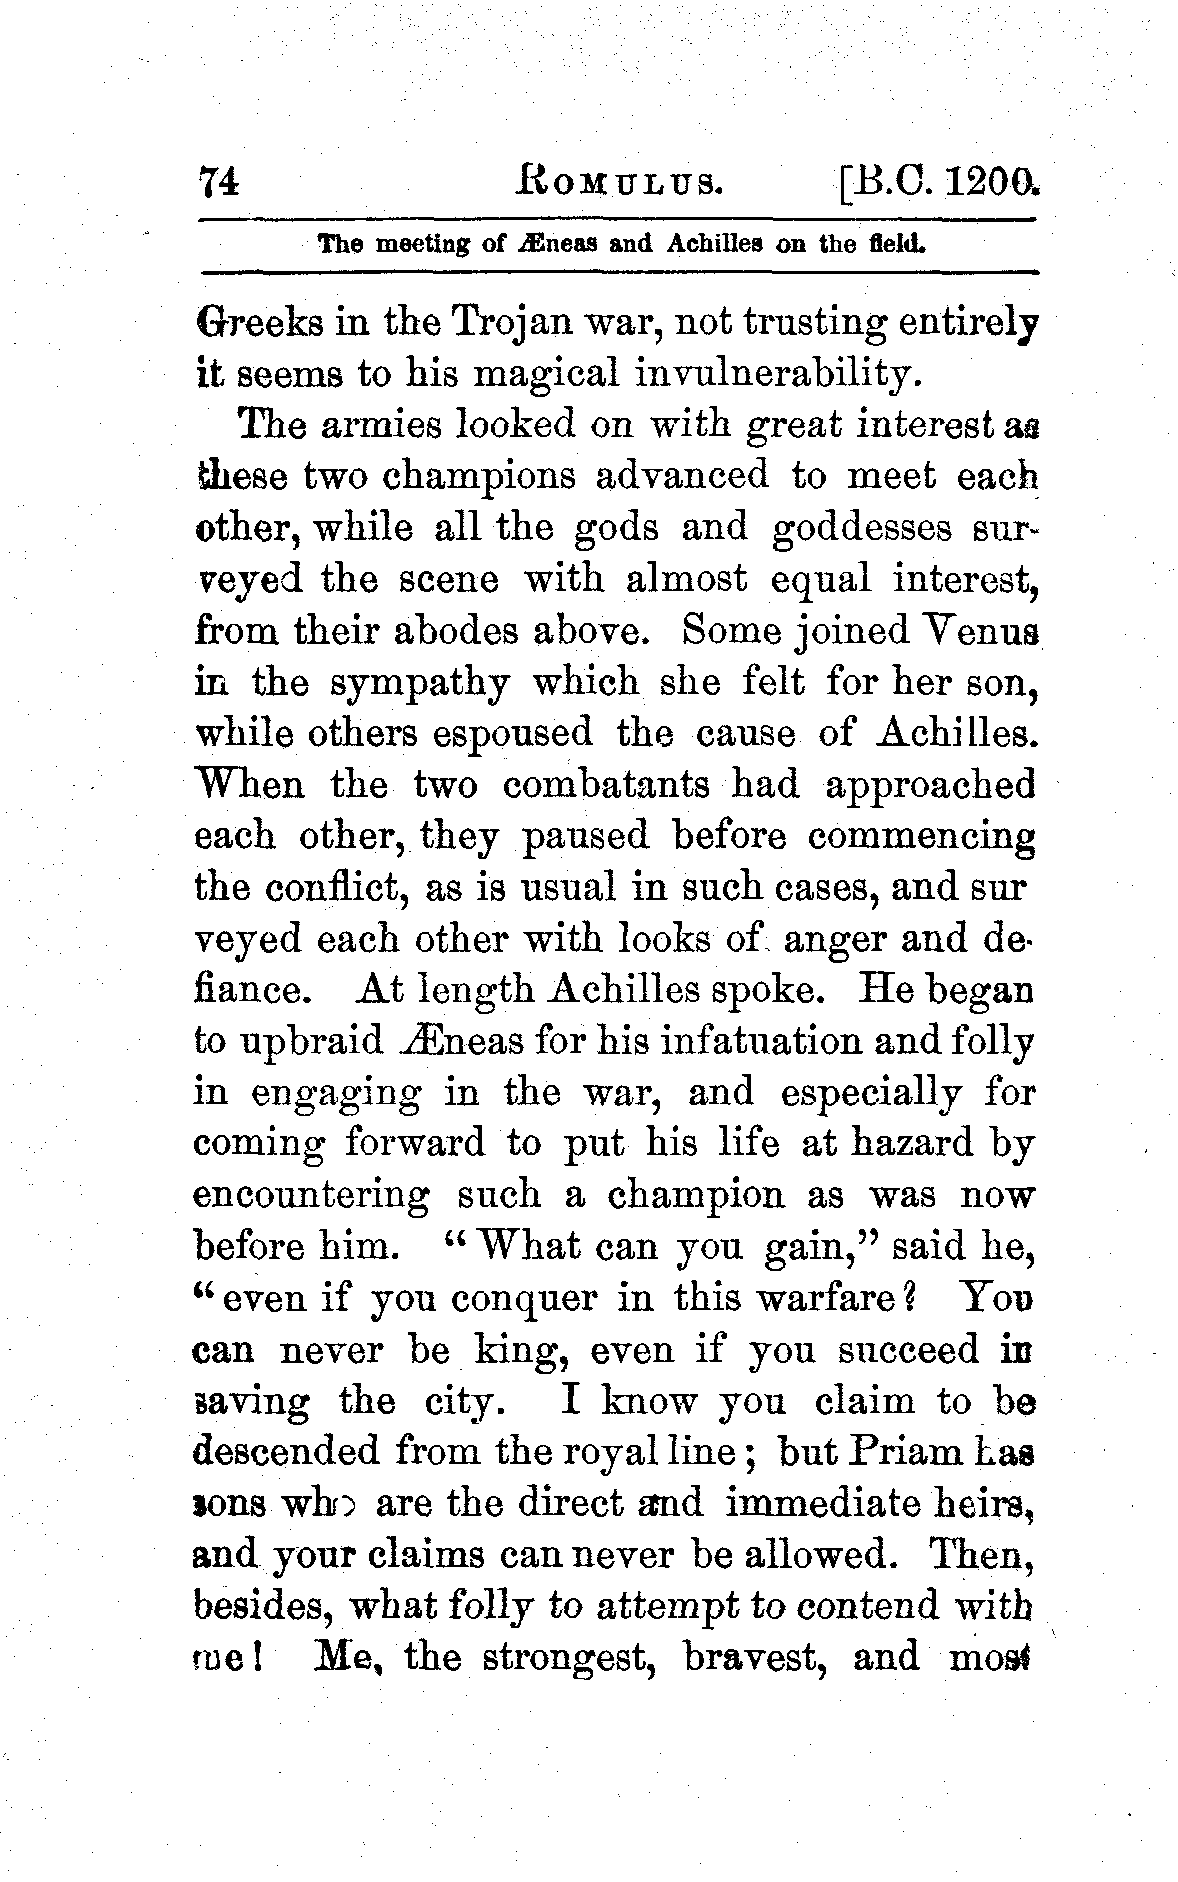 74 ROMULUS. [B.C. 1200.
The meeting of Æneas and Achilles on the field.
Greeks in the Trojan war, not trusting entirely
it seems to his magical invulnerability.
The armies looked on with great interest as
these two champions advanced to meet each
other, while all the gods and goddesses sur-
veyed the scene with almost equal interest,
from their abodes above. Some joined Venus
in the sympathy which she felt for her son,
while others espoused the cause of Achilles.
When the two combatants had approached
each other, they paused before commencing
the conflict, as is usual in such cases, and sur
veyed each other with looks of anger and de-
fiance. At length Achilles spoke. He began
to upbraid Æneas for his infatuation and folly
in engaging in the war, and especially for
coming forward to put his life at hazard by
encountering such a champion as was now
before him. "What can you gain," said he,
"even if you conquer in this warfare? You
can never be king, even if you succeed in
saving the city. I know you claim to be
descended from the royal line; but Priam has
sons who are the direct and immediate heirs,
and your claims can never be allowed. Then,
besides, what folly to attempt to contend with
me! Me, the strongest, bravest, and most